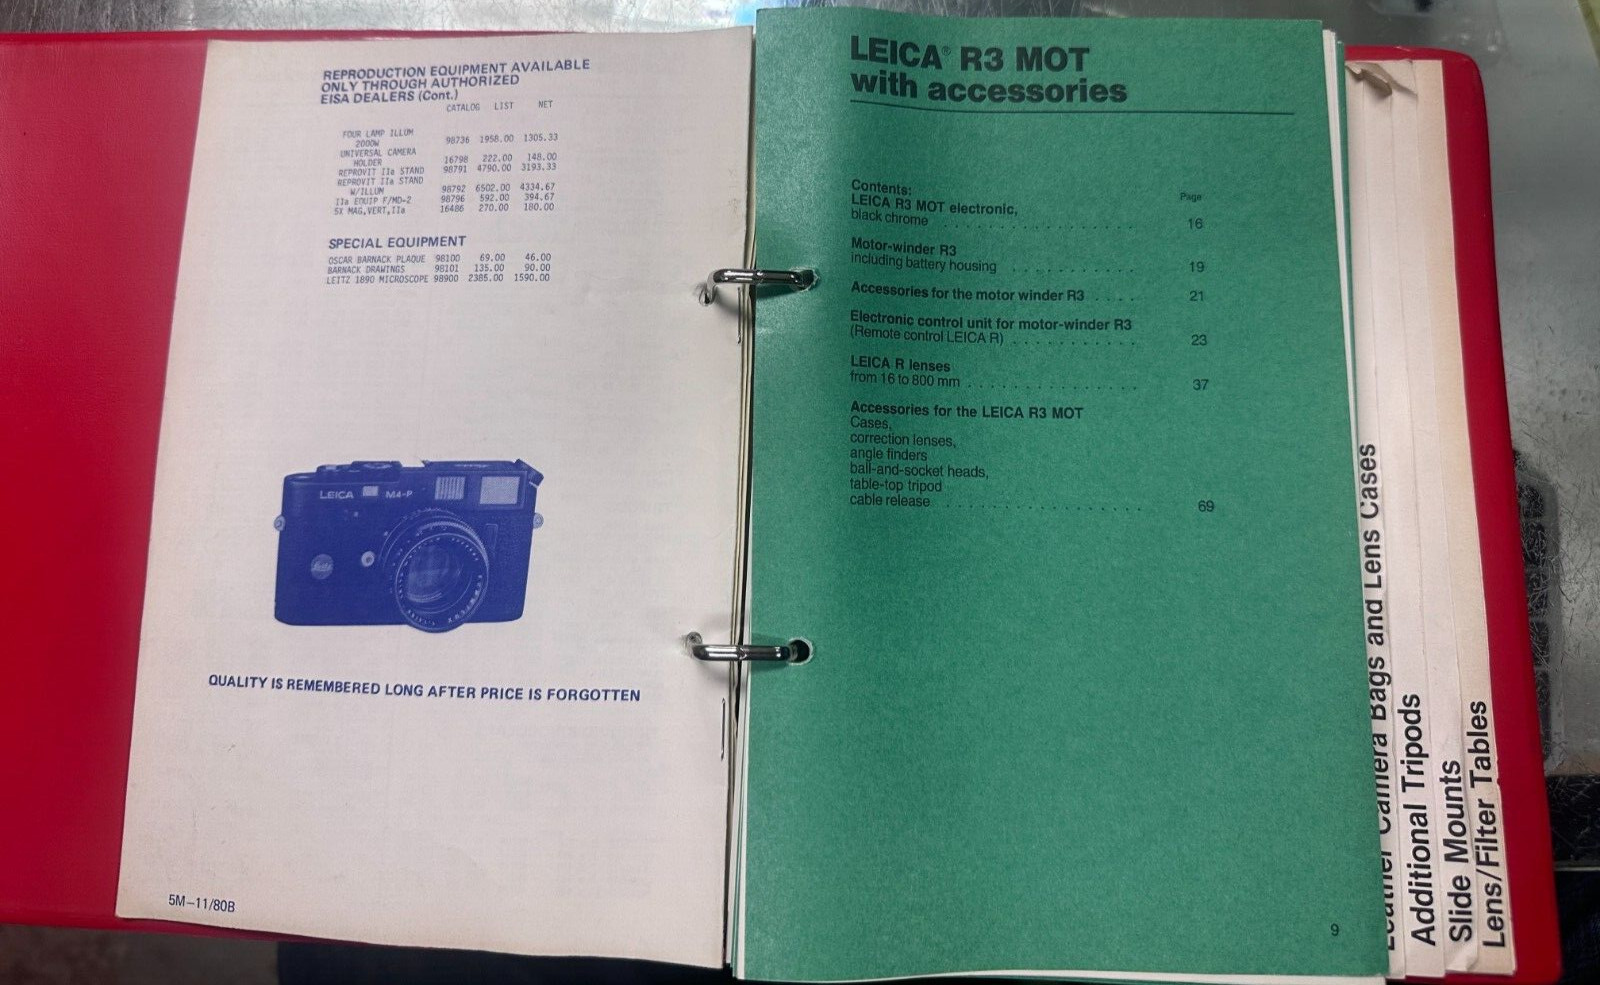 REPRODUCTION EQUIPMENT AVAILABLE
ONLY THROUGH AUTHORIZED
EISA DEALERS (Cont.)
CATALOG LIST NET
FOUR LAMP ILLUM
2000W 98736 1958.00 1305.33
UNIVERSAL CAMERA
HOLDER 16798 222.00 148.00
REPROVIT IIa STAND 98791 4790.00 3193.33
REPROVIT IIa STAND
W/ILLUM 98792 6502.00 4334.67
IIa EQUIP F/MD-2 98796 592.00 394.67
5X MAG,VERT,IIa 16486 270.00 180.00
SPECIAL EQUIPMENT
OSCAR BARNACK PLAQUE 98100 69.00 46.00
BARNACK DRAWINGS 98101 135.00 90.00
LEITZ 1890 MICROSCOPE 98900 2385.00 1590.00
LEICA M4-P
Leitz
QUALITY IS REMEMBERED LONG AFTER PRICE IS FORGOTTEN
5M-11/80B
LEICA® R3 MOT
with accessories
Contents: Page
LEICA R3 MOT electronic,
black chrome . . . . . . . . . . . . . . . . . . 16
Motor-winder R3
including battery housing . . . . . . . . . . . 19
Accessories for the motor winder R3 . . . . . 21
Electronic control unit for motor-winder R3
(Remote control LEICA R) . . . . . . . . . . . 23
LEICA R lenses
from 16 to 800 mm . . . . . . . . . . . . . . . 37
Accessories for the LEICA R3 MOT
Cases,
correction lenses,
angle finders
ball-and-socket heads,
table-top tripod
cable release . . . . . . . . . . . . . . . . . . 69
9
Leather Camera Bags and Lens Cases
Additional Tripods
Slide Mounts
Lens/Filter Tables